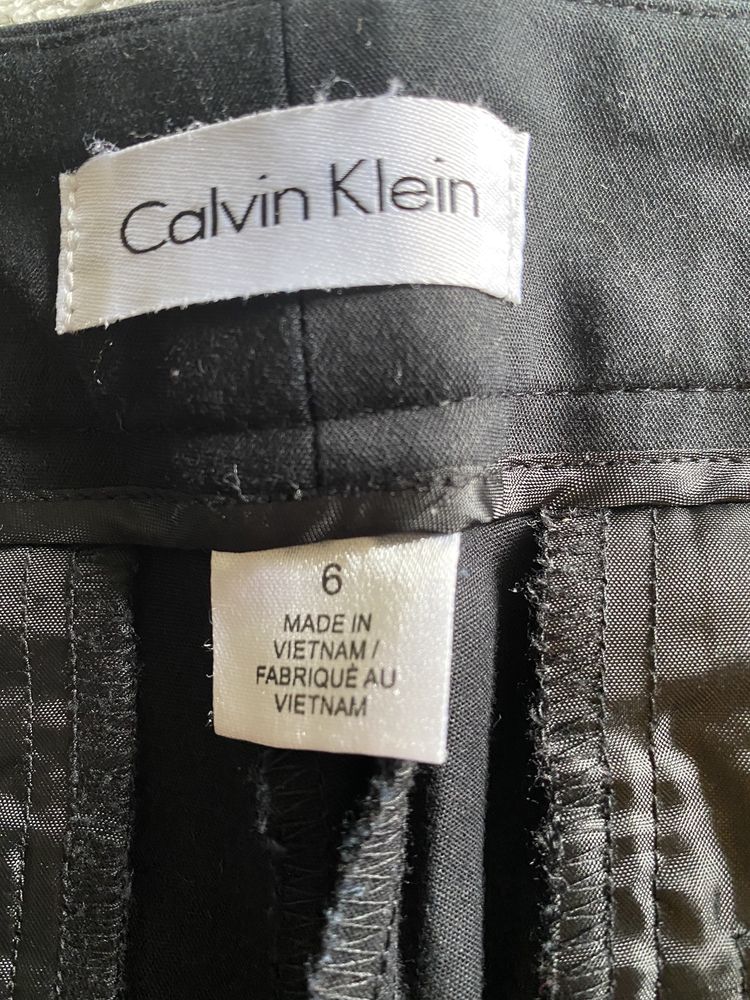 Calvin Klein
6
MADE IN
VIETNAM /
FABRIQUÉ AU
VIETNAM